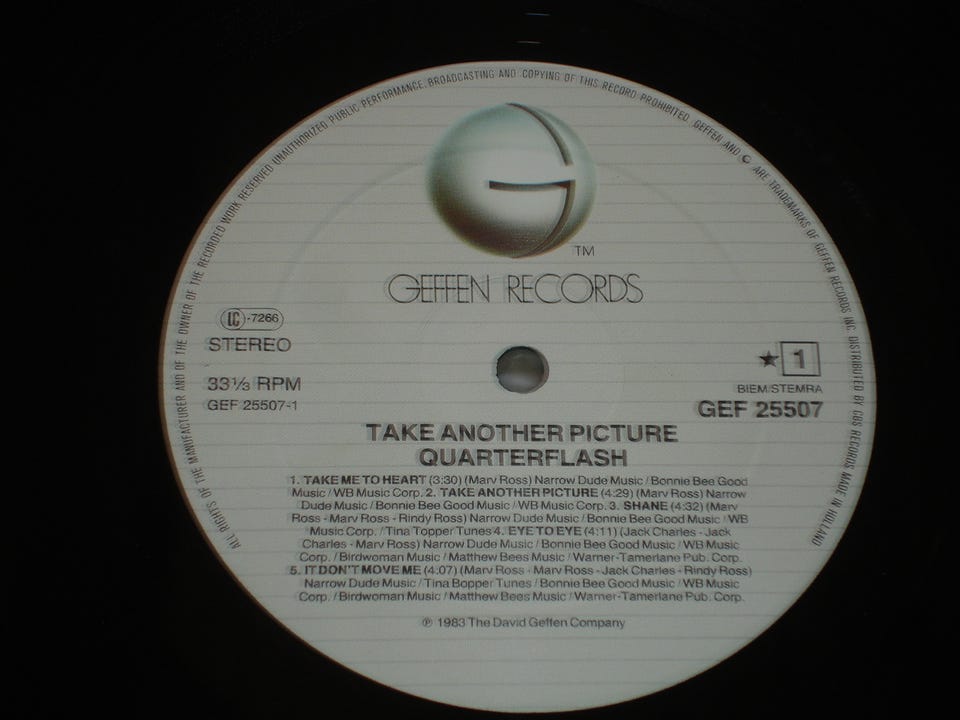 ALL RIGHTS OF THE MANUFACTURER AND OF THE OWNER OF THE RECORDED WORK RESERVED UNAUTHORIZED PUBLIC PERFORMANCE, BROADCASTING AND COPYING OF THIS RECORD PROHIBITED. GEFFEN AND G ARE TRADEMARKS OF GEFFEN RECORDS INC. DISTRIBUTED BY CBS RECORDS MADE IN HOLLAND
TM
GEFFEN RECORDS
LC-7266
STEREO
33⅓ RPM
GEF 25507-1
★ 1
BIEM/STEMRA
GEF 25507
TAKE ANOTHER PICTURE
QUARTERFLASH
1. TAKE ME TO HEART (3:30) (Marv Ross) Narrow Dude Music / Bonnie Bee Good
Music / WB Music Corp. 2. TAKE ANOTHER PICTURE (4:29) (Marv Ross) Narrow
Dude Music / Bonnie Bee Good Music / WB Music Corp. 3. SHANE (4:32) (Marv
Ross - Marv Ross - Rindy Ross) Narrow Dude Music / Bonnie Bee Good Music / WB
Music Corp. / Tina Topper Tunes 4. EYE TO EYE (4:11) (Jack Charles - Jack
Charles - Marv Ross) Narrow Dude Music / Bonnie Bee Good Music / WB Music
Corp. / Birdwoman Music / Matthew Bees Music / Warner-Tamerlane Pub. Corp.
5. IT DON'T MOVE ME (4:07) (Marv Ross - Marv Ross - Jack Charles - Rindy Ross)
Narrow Dude Music / Tina Bopper Tunes / Bonnie Bee Good Music / WB Music
Corp. / Birdwoman Music / Matthew Bees Music / Warner-Tamerlane Pub. Corp.
℗ 1983 The David Geffen Company